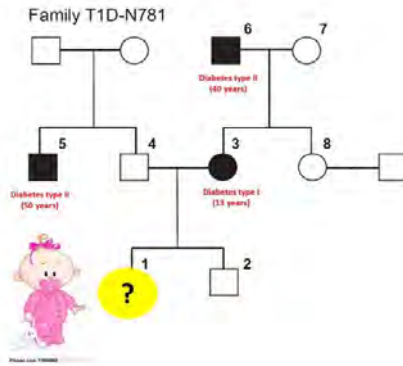 Family T1D-N781
6
7
Diabetes type II
(40 years)
5
4
3
8
Diabetes type II
(50 years)
Diabetes type I
(13 years)
1
2
?